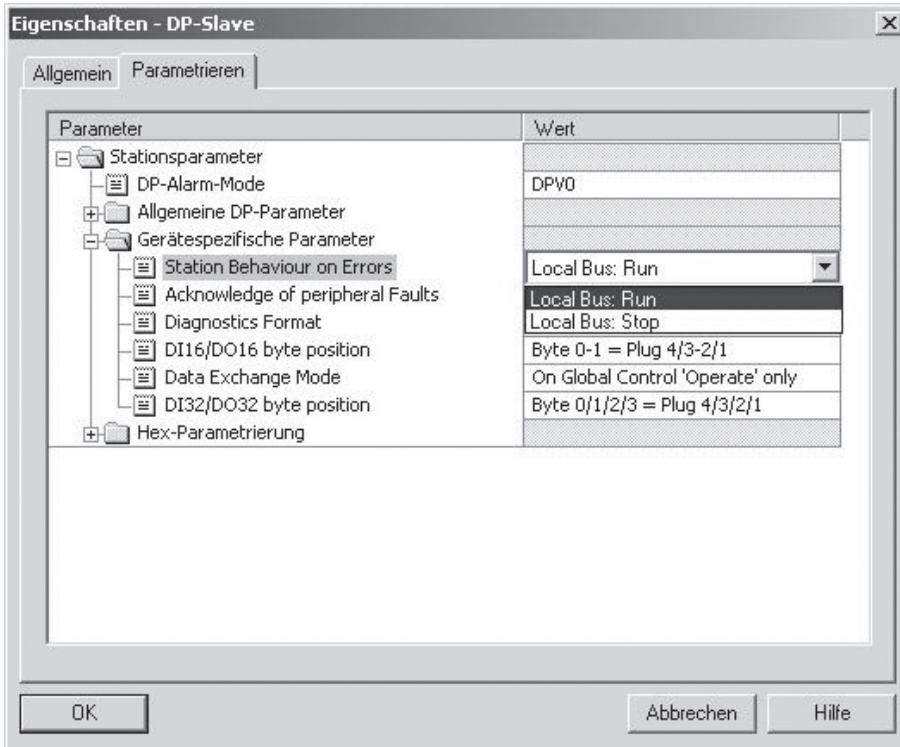 Eigenschaften - DP-Slave
Allgemein Parametrieren
Parameter Wert
Stationsparameter
DP-Alarm-Mode DPV0
Allgemeine DP-Parameter
Gerätespezifische Parameter
Station Behaviour on Errors Local Bus: Run
Acknowledge of peripheral Faults Local Bus: Run
Diagnostics Format Local Bus: Stop
DI16/DO16 byte position Byte 0-1 = Plug 4/3-2/1
Data Exchange Mode On Global Control 'Operate' only
DI32/DO32 byte position Byte 0/1/2/3 = Plug 4/3/2/1
Hex-Parametrierung
OK Abbrechen Hilfe